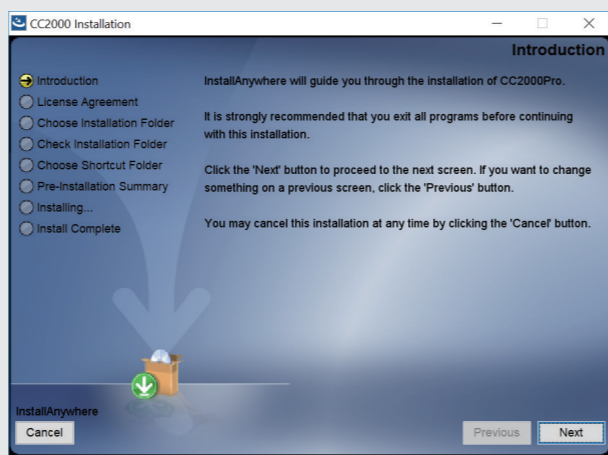 CC2000 Installation
Introduction
Introduction
License Agreement
Choose Installation Folder
Check Installation Folder
Choose Shortcut Folder
Pre-Installation Summary
Installing...
Install Complete
InstallAnywhere will guide you through the installation of CC2000Pro.
It is strongly recommended that you exit all programs before continuing
with this installation.
Click the 'Next' button to proceed to the next screen. If you want to change
something on a previous screen, click the 'Previous' button.
You may cancel this installation at any time by clicking the 'Cancel' button.
InstallAnywhere
Cancel
Previous
Next